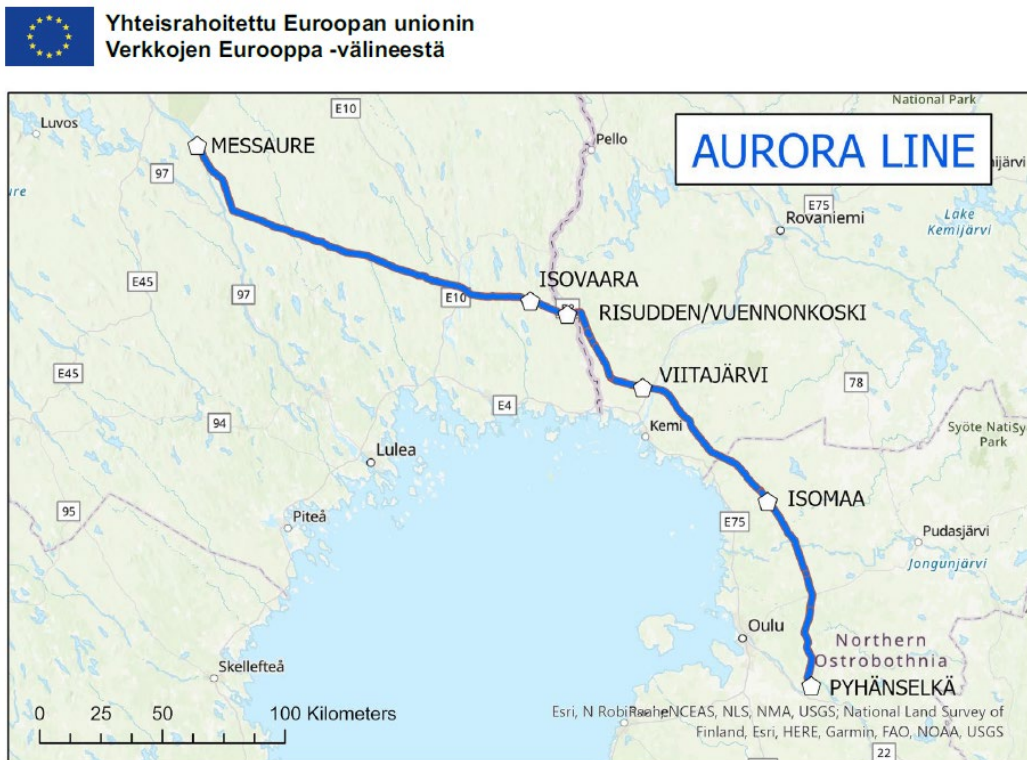 Yhteisrahoitettu Euroopan unionin
Verkkojen Eurooppa -välineestä
National Park
E10
Luvos
MESSAURE
Pello
AURORA LINE
97
E75
Rovaniemi
Lake
Kemijärvi
E45
97
ISOVAARA
E10
RISUDDEN/VUENNONKOSKI
E45
VIITAJÄRVI
78
94
E4
Kemi
Syöte
Park
Lulea
95
ISOMAA
E75
Piteå
Pudasjärvi
Jongunjärvi
Oulu
Northern
Ostrobothnia
Skellefteå
PYHÄNSELKÄ
0 25 50 100 Kilometers
Esri, NCEAS, NLS, NMA, USGS; National Land Survey of
Finland, Esri, HERE, Garmin, FAO, NOAA, USGS
22